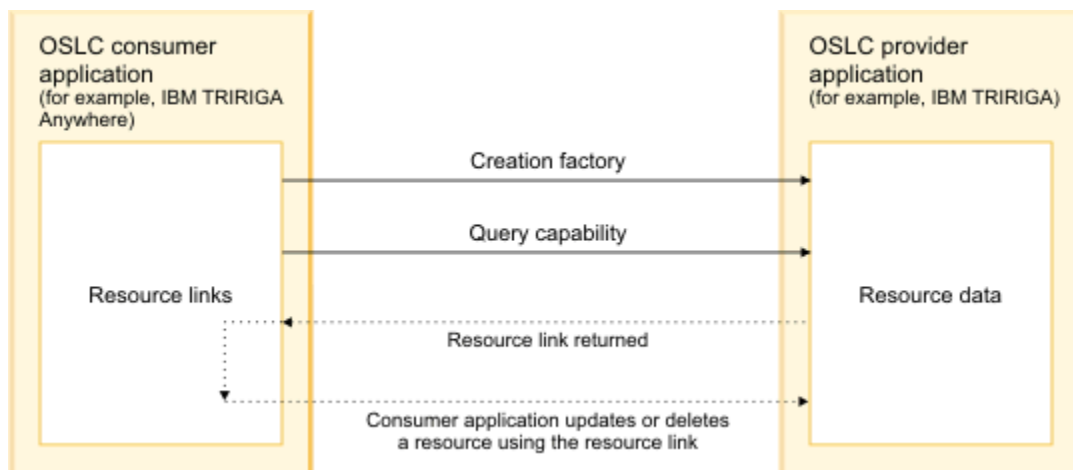 OSLC consumer
application
(for example, IBM TRIRIGA
Anywhere)
OSLC provider
application
(for example, IBM TRIRIGA)
Creation factory
Query capability
Resource links
Resource data
Resource link returned
Consumer application updates or deletes
a resource using the resource link